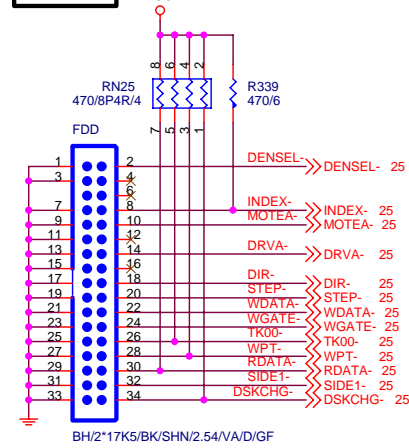 8 6 4 2
RN25
470/8P4R/4
R339
470/6
7 5 3 1
FDD
1 2 DENSEL- DENSEL- 25
3 4
6
7 8 INDEX- INDEX- 25
9 10 MOTEA- MOTEA- 25
11 12
13 14 DRVA- DRVA- 25
15 16
17 18 DIR- DIR- 25
19 20 STEP- STEP- 25
21 22 WDATA- WDATA- 25
23 24 WGATE- WGATE- 25
25 26 TK00- TK00- 25
27 28 WPT- WPT- 25
29 30 RDATA- RDATA- 25
31 32 SIDE1- SIDE1- 25
33 34 DSKCHG- DSKCHG- 25
BH/2*17K5/BK/SHN/2.54/VA/D/GF